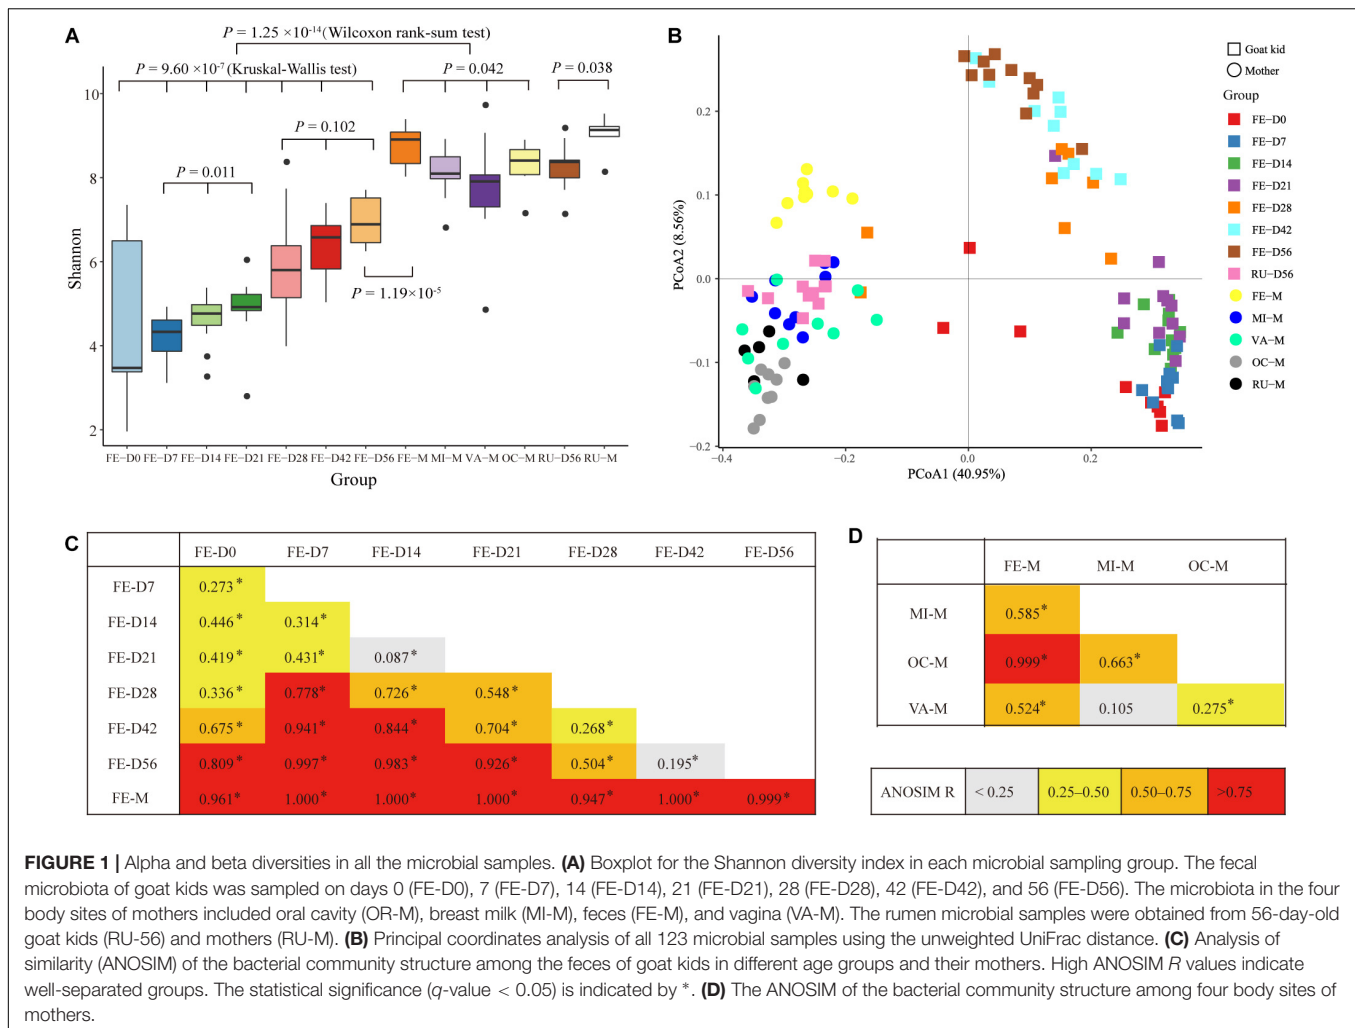 A
P = 1.25 ×10-14(Wilcoxon rank-sum test)
P = 9.60 ×10-7(Kruskal-Wallis test)
P = 0.042
P = 0.038
P = 0.102
P = 0.011
P = 1.19×10-5
Shannon
10
8
6
4
2
FE−D0 FE−D7 FE−D14 FE−D21 FE−D28 FE−D42 FE−D56 FE−M MI−M VA−M OC−M RU−D56 RU−M
Group
B
PCoA2 (8.56%)
0.2
0.1
0.0
−0.1
−0.2
−0.4 −0.2 0.0 0.2
PCoA1 (40.95%)
Goat kid
Mother
Group
FE−D0
FE−D7
FE−D14
FE−D21
FE−D28
FE−D42
FE−D56
RU−D56
FE−M
MI−M
VA−M
OC−M
RU−M
C
FE-D0 FE-D7 FE-D14 FE-D21 FE-D28 FE-D42 FE-D56
FE-D7 0.273*
FE-D14 0.446* 0.314*
FE-D21 0.419* 0.431* 0.087*
FE-D28 0.336* 0.778* 0.726* 0.548*
FE-D42 0.675* 0.941* 0.844* 0.704* 0.268*
FE-D56 0.809* 0.997* 0.983* 0.926* 0.504* 0.195*
FE-M 0.961* 1.000* 1.000* 1.000* 0.947* 1.000* 0.999*
D
FE-M MI-M OC-M
MI-M 0.585*
OC-M 0.999* 0.663*
VA-M 0.524* 0.105 0.275*
ANOSIM R < 0.25 0.25–0.50 0.50–0.75 >0.75
FIGURE 1 | Alpha and beta diversities in all the microbial samples. (A) Boxplot for the Shannon diversity index in each microbial sampling group. The fecal
microbiota of goat kids was sampled on days 0 (FE-D0), 7 (FE-D7), 14 (FE-D14), 21 (FE-D21), 28 (FE-D28), 42 (FE-D42), and 56 (FE-D56). The microbiota in the four
body sites of mothers included oral cavity (OR-M), breast milk (MI-M), feces (FE-M), and vagina (VA-M). The rumen microbial samples were obtained from 56-day-old
goat kids (RU-56) and mothers (RU-M). (B) Principal coordinates analysis of all 123 microbial samples using the unweighted UniFrac distance. (C) Analysis of
similarity (ANOSIM) of the bacterial community structure among the feces of goat kids in different age groups and their mothers. High ANOSIM R values indicate
well-separated groups. The statistical significance (q-value < 0.05) is indicated by *. (D) The ANOSIM of the bacterial community structure among four body sites of
mothers.